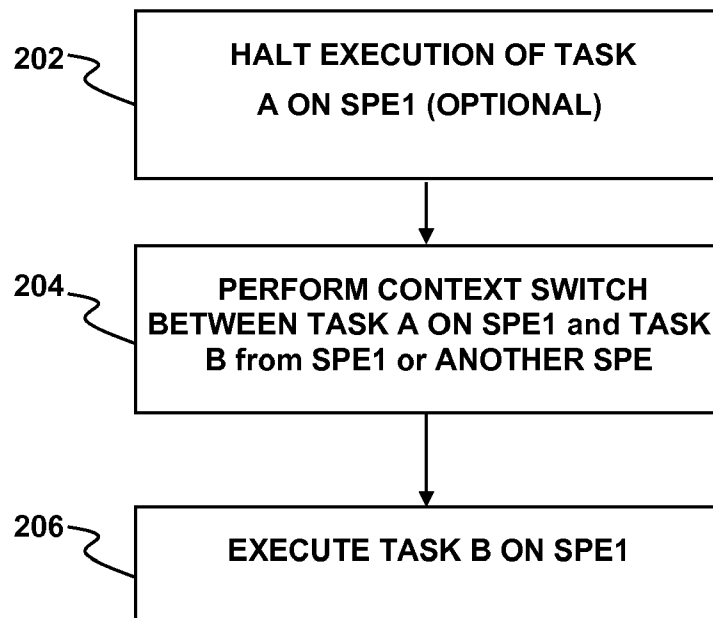 202
HALT EXECUTION OF TASK
A ON SPE1 (OPTIONAL)
204
PERFORM CONTEXT SWITCH
BETWEEN TASK A ON SPE1 and TASK
B from SPE1 or ANOTHER SPE
206
EXECUTE TASK B ON SPE1